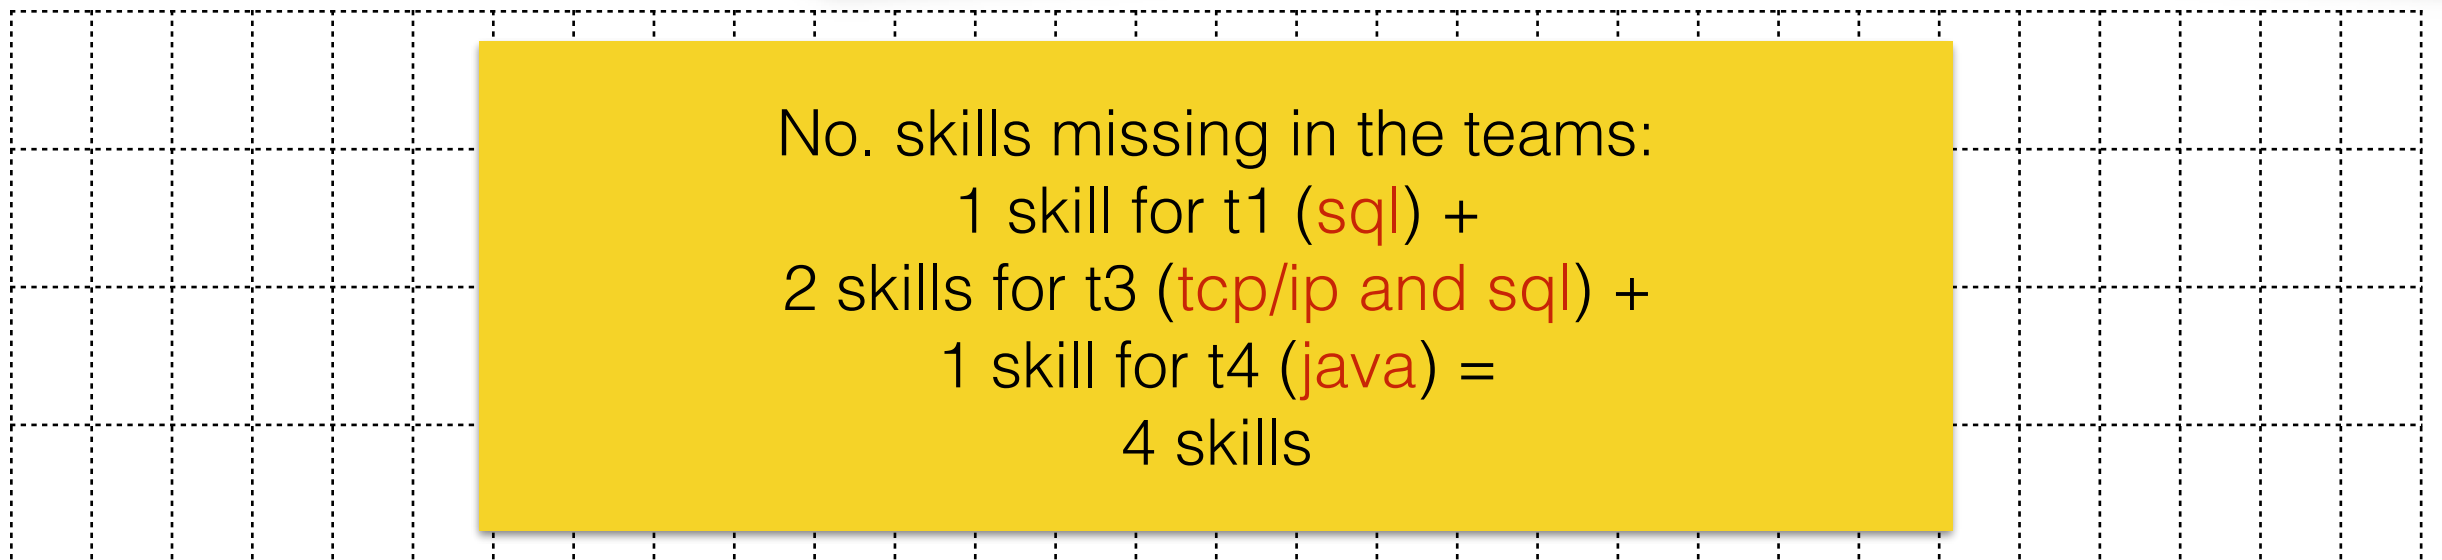 No. skills missing in the teams:
1 skill for t1 (sql) +
2 skills for t3 (tcp/ip and sql) +
1 skill for t4 (java) =
4 skills